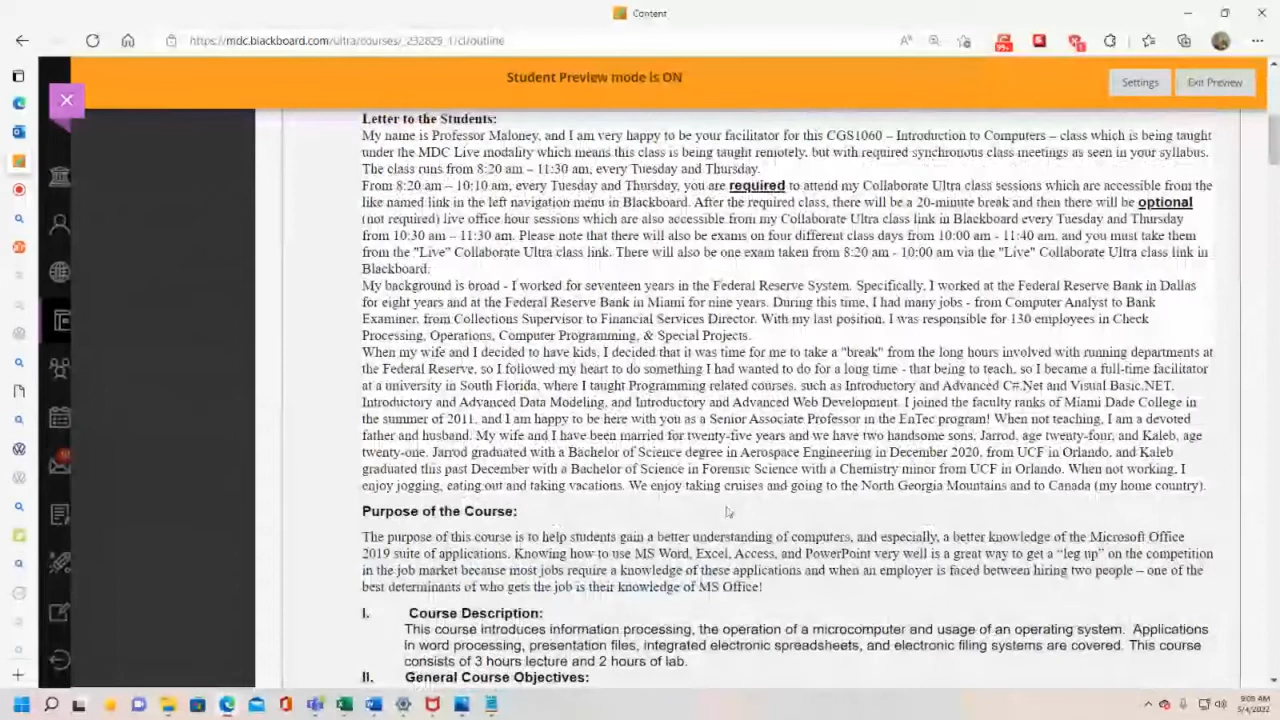 Content
https://mdc.blackboard.com/ultra/courses/_232829_1/cl/outline
Student Preview mode is ON
Settings
Exit Preview
Letter to the Students:
My name is Professor Maloney, and I am very happy to be your facilitator for this CGS1060 – Introduction to Computers – class which is being taught
under the MDC Live modality which means this class is being taught remotely, but with required synchronous class meetings as seen in your syllabus.
The class runs from 8:20 am – 11:30 am, every Tuesday and Thursday.
From 8:20 am – 10:10 am, every Tuesday and Thursday, you are required to attend my Collaborate Ultra class sessions which are accessible from the
like named link in the left navigation menu in Blackboard. After the required class, there will be a 20-minute break and then there will be optional
(not required) live office hour sessions which are also accessible from my Collaborate Ultra class link in Blackboard every Tuesday and Thursday
from 10:30 am – 11:30 am. Please note that there will also be exams on four different class days from 10:00 am - 11:40 am, and you must take them
from the "Live" Collaborate Ultra class link. There will also be one exam taken from 8:20 am - 10:00 am via the "Live" Collaborate Ultra class link in
Blackboard.
My background is broad - I worked for seventeen years in the Federal Reserve System. Specifically, I worked at the Federal Reserve Bank in Dallas
for eight years and at the Federal Reserve Bank in Miami for nine years. During this time, I had many jobs - from Computer Analyst to Bank
Examiner, from Collections Supervisor to Financial Services Director. With my last position, I was responsible for 130 employees in Check
Processing, Operations, Computer Programming, & Special Projects.
When my wife and I decided to have kids, I decided that it was time for me to take a "break" from the long hours involved with running departments at
the Federal Reserve, so I followed my heart to do something I had wanted to do for a long time - that being to teach, so I became a full-time facilitator
at a university in South Florida, where I taught Programming related courses, such as Introductory and Advanced C#.Net and Visual Basic.NET,
Introductory and Advanced Data Modeling, and Introductory and Advanced Web Development. I joined the faculty ranks of Miami Dade College in
the summer of 2011, and I am happy to be here with you as a Senior Associate Professor in the EnTec program! When not teaching, I am a devoted
father and husband. My wife and I have been married for twenty-five years and we have two handsome sons, Jarrod, age twenty-four, and Kaleb, age
twenty-one. Jarrod graduated with a Bachelor of Science degree in Aerospace Engineering in December 2020, from UCF in Orlando, and Kaleb
graduated this past December with a Bachelor of Science in Forensic Science with a Chemistry minor from UCF in Orlando. When not working, I
enjoy jogging, eating out and taking vacations. We enjoy taking cruises and going to the North Georgia Mountains and to Canada (my home country).
Purpose of the Course:
The purpose of this course is to help students gain a better understanding of computers, and especially, a better knowledge of the Microsoft Office
2019 suite of applications. Knowing how to use MS Word, Excel, Access, and PowerPoint very well is a great way to get a “leg up” on the competition
in the job market because most jobs require a knowledge of these applications and when an employer is faced between hiring two people – one of the
best determinants of who gets the job is their knowledge of MS Office!
I. Course Description:
This course introduces information processing, the operation of a microcomputer and usage of an operating system. Applications
in word processing, presentation files, integrated electronic spreadsheets, and electronic filing systems are covered. This course
consists of 3 hours lecture and 2 hours of lab.
II. General Course Objectives:
9:05 AM
5/4/2022